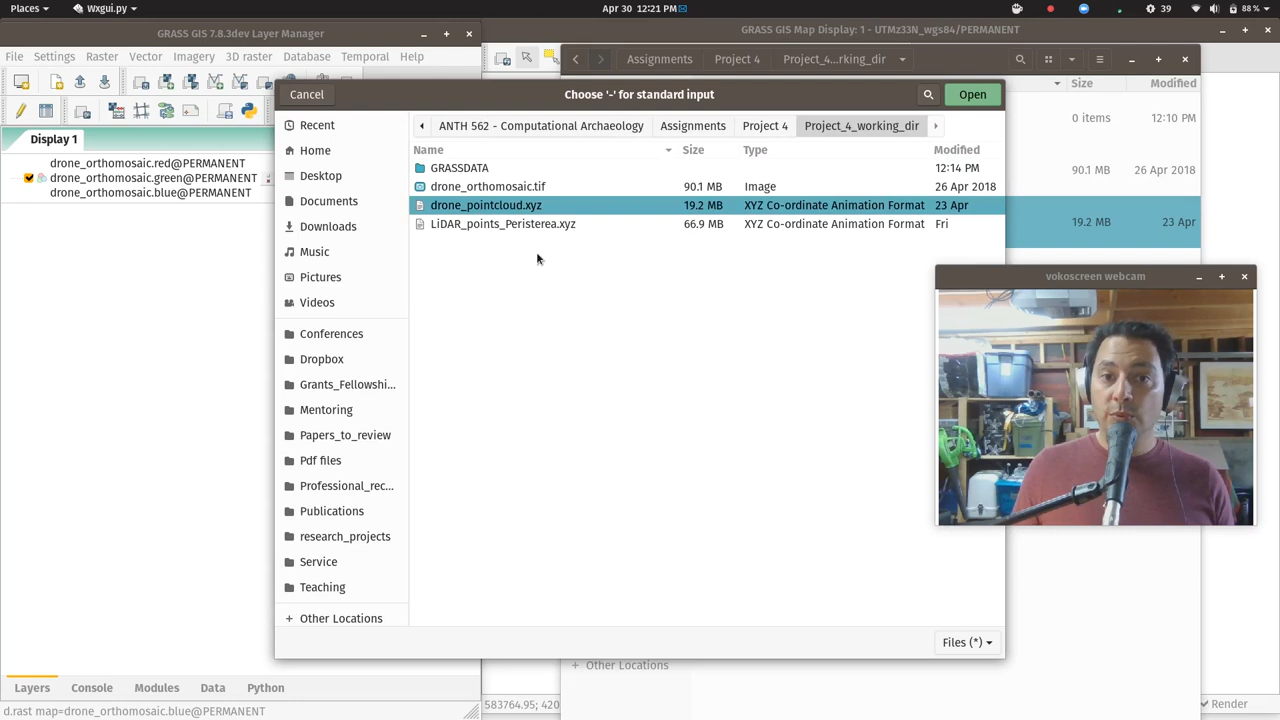 Places
Wxgui.py
Apr 30 12:21 PM
39
88 %
GRASS GIS 7.8.3dev Layer Manager
GRASS GIS Map Display: 1 - UTMz33N_wgs84/PERMANENT
File Settings Raster Vector Imagery 3D raster Database Temporal Help
Assignments Project 4 Project_4...rking_dir
Size Modified
0 items 12:10 PM
170 MB 26 Apr 2018
19.2 MB 23 Apr
Display 1
drone_orthomosaic.red@PERMANENT
drone_orthomosaic.green@PERMANENT
drone_orthomosaic.blue@PERMANENT
Cancel
Choose '-' for standard input
Open
Recent
Home
Desktop
Documents
Downloads
Music
Pictures
Videos
Conferences
Dropbox
Grants_Fellowshi...
Mentoring
Papers_to_review
Pdf files
Professional_rec...
Publications
research_projects
Service
Teaching
Other Locations
ANTH 562 - Computational Archaeology Assignments Project 4 Project_4_working_dir
Name Size Type Modified
GRASSDATA 12:14 PM
drone_orthomosaic.tif 90.1 MB Image 26 Apr 2018
drone_pointcloud.xyz 19.2 MB XYZ Co-ordinate Animation Format 23 Apr
LiDAR_points_Peristerea.xyz 66.9 MB XYZ Co-ordinate Animation Format Fri
Files (*)
vokoscreen webcam
Other Locations
Layers Console Modules Data Python
d.rast map=drone_orthomosaic.blue@PERMANENT
583764.95; 420
Render